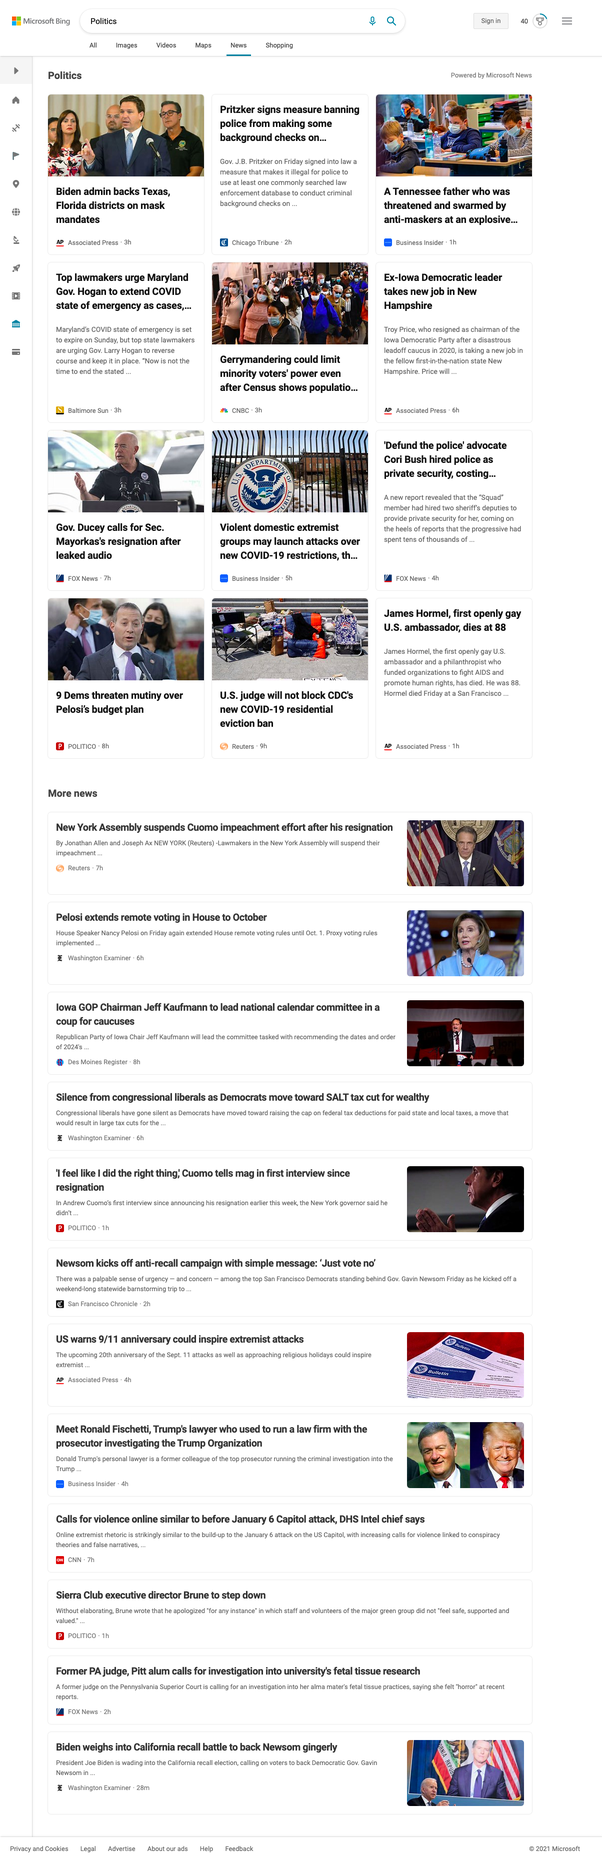 Microsoft Bing
Politics
Sign in
40
All Images Videos Maps News Shopping
Politics
Powered by Microsoft News
Biden admin backs Texas,
Florida districts on mask
mandates
AP Associated Press · 3h
Pritzker signs measure banning
police from making some
background checks on...
Gov. J.B. Pritzker on Friday signed into law a
measure that makes it illegal for police to
use at least one commonly searched law
enforcement database to conduct criminal
background checks on ...
Chicago Tribune · 2h
A Tennessee father who was
threatened and swarmed by
anti-maskers at an explosive...
Business Insider · 1h
Top lawmakers urge Maryland
Gov. Hogan to extend COVID
state of emergency as cases,...
Maryland's COVID state of emergency is set
to expire on Sunday, but top state lawmakers
are urging Gov. Larry Hogan to reverse
course and keep it in place. "Now is not the
time to end the stated ...
Baltimore Sun · 3h
Gerrymandering could limit
minority voters' power even
after Census shows populatio...
CNBC · 3h
Ex-Iowa Democratic leader
takes new job in New
Hampshire
Troy Price, who resigned as chairman of the
Iowa Democratic Party after a disastrous
leadoff caucus in 2020, is taking a new job in
the fellow first-in-the-nation state New
Hampshire. Price will ...
AP Associated Press · 6h
Gov. Ducey calls for Sec.
Mayorkas's resignation after
leaked audio
FOX News · 7h
Violent domestic extremist
groups may launch attacks over
new COVID-19 restrictions, th...
Business Insider · 5h
'Defund the police' advocate
Cori Bush hired police as
private security, costing...
A new report revealed that the "Squad"
member had hired two sheriff's deputies to
provide private security for her, coming on
the heels of reports that the progressive had
spent tens of thousands of ...
FOX News · 4h
9 Dems threaten mutiny over
Pelosi's budget plan
POLITICO · 8h
U.S. judge will not block CDC's
new COVID-19 residential
eviction ban
Reuters · 9h
James Hormel, first openly gay
U.S. ambassador, dies at 88
James Hormel, the first openly gay U.S.
ambassador and a philanthropist who
funded organizations to fight AIDS and
promote human rights, has died. He was 88.
Hormel died Friday at a San Francisco ...
AP Associated Press · 1h
More news
New York Assembly suspends Cuomo impeachment effort after his resignation
By Jonathan Allen and Joseph Ax NEW YORK (Reuters) -Lawmakers in the New York Assembly will suspend their
impeachment ...
Reuters · 7h
Pelosi extends remote voting in House to October
House Speaker Nancy Pelosi on Friday again extended House remote voting rules until Oct. 1. Proxy voting rules
implemented ...
Washington Examiner · 6h
Iowa GOP Chairman Jeff Kaufmann to lead national calendar committee in a
coup for caucuses
Republican Party of Iowa Chair Jeff Kaufmann will lead the committee tasked with recommending the dates and order
of 2024's ...
Des Moines Register · 8h
Silence from congressional liberals as Democrats move toward SALT tax cut for wealthy
Congressional liberals have gone silent as Democrats have moved toward raising the cap on federal tax deductions for paid state and local taxes, a move that
would result in large tax cuts for the ...
Washington Examiner · 6h
'I feel like I did the right thing,' Cuomo tells mag in first interview since
resignation
In Andrew Cuomo's first interview since announcing his resignation earlier this week, the New York governor said he
didn't ...
POLITICO · 1h
Newsom kicks off anti-recall campaign with simple message: 'Just vote no'
There was a palpable sense of urgency — and concern — among the top San Francisco Democrats standing behind Gov. Gavin Newsom Friday as he kicked off a
weekend-long statewide barnstorming trip to ...
San Francisco Chronicle · 2h
US warns 9/11 anniversary could inspire extremist attacks
The upcoming 20th anniversary of the Sept. 11 attacks as well as approaching religious holidays could inspire
extremist ...
AP Associated Press · 4h
Bulletin
Bulletin
Meet Ronald Fischetti, Trump's lawyer who used to run a law firm with the
prosecutor investigating the Trump Organization
Donald Trump's personal lawyer is a former colleague of the top prosecutor running the criminal investigation into the
Trump ...
Business Insider · 4h
Calls for violence online similar to before January 6 Capitol attack, DHS Intel chief says
Online extremist rhetoric is strikingly similar to the build-up to the January 6 attack on the US Capitol, with increasing calls for violence linked to conspiracy
theories and false narratives, ...
CNN · 7h
Sierra Club executive director Brune to step down
Without elaborating, Brune wrote that he apologized "for any instance" in which staff and volunteers of the major green group did not "feel safe, supported and
valued." ...
POLITICO · 1h
Former PA judge, Pitt alum calls for investigation into university's fetal tissue research
A former judge on the Pennsylvania Superior Court is calling for an investigation into her alma mater's fetal tissue practices, saying she felt "horror" at recent
reports.
FOX News · 2h
Biden weighs into California recall battle to back Newsom gingerly
President Joe Biden is wading into the California recall election, calling on voters to back Democratic Gov. Gavin
Newsom in ...
Washington Examiner · 28m
Privacy and Cookies Legal Advertise About our ads Help Feedback
© 2021 Microsoft